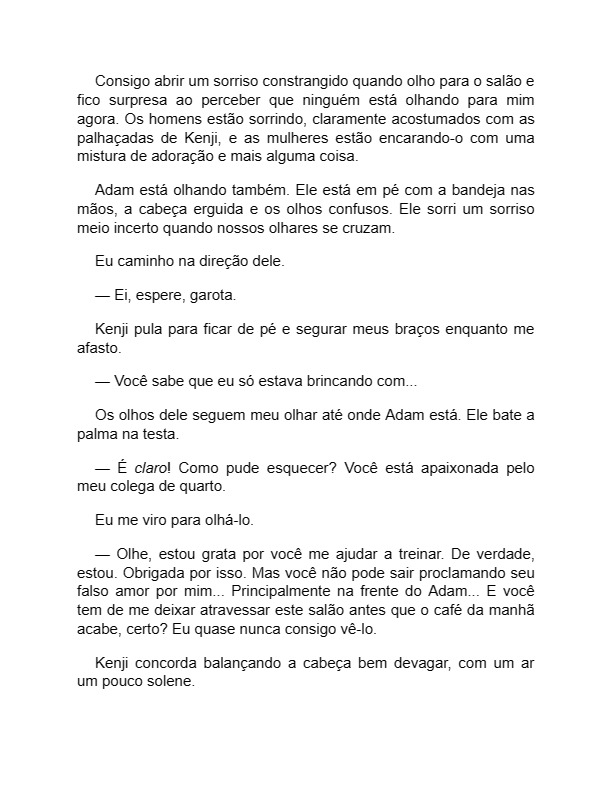 Consigo abrir um sorriso constrangido quando olho para o salão e
fico surpresa ao perceber que ninguém está olhando para mim
agora. Os homens estão sorrindo, claramente acostumados com as
palhaçadas de Kenji, e as mulheres estão encarando-o com uma
mistura de adoração e mais alguma coisa.
Adam está olhando também. Ele está em pé com a bandeja nas
mãos, a cabeça erguida e os olhos confusos. Ele sorri um sorriso
meio incerto quando nossos olhares se cruzam.
Eu caminho na direção dele.
— Ei, espere, garota.
Kenji pula para ficar de pé e segurar meus braços enquanto me
afasto.
— Você sabe que eu só estava brincando com...
Os olhos dele seguem meu olhar até onde Adam está. Ele bate a
palma na testa.
— É claro! Como pude esquecer? Você está apaixonada pelo
meu colega de quarto.
Eu me viro para olhá-lo.
— Olhe, estou grata por você me ajudar a treinar. De verdade,
estou. Obrigada por isso. Mas você não pode sair proclamando seu
falso amor por mim... Principalmente na frente do Adam... E você
tem de me deixar atravessar este salão antes que o café da manhã
acabe, certo? Eu quase nunca consigo vê-lo.
Kenji concorda balançando a cabeça bem devagar, com um ar
um pouco solene.